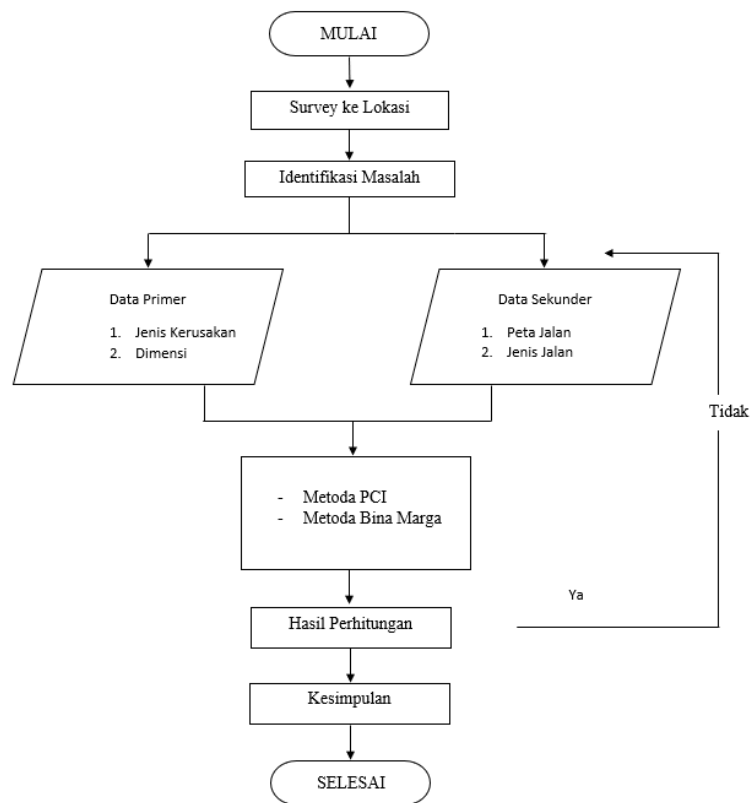 MULAI
Survey ke Lokasi
Identifikasi Masalah
Data Primer
1. Jenis Kerusakan
2. Dimensi
Data Sekunder
1. Peta Jalan
2. Jenis Jalan
Tidak
- Metoda PCI
- Metoda Bina Marga
Ya
Hasil Perhitungan
Kesimpulan
SELESAI